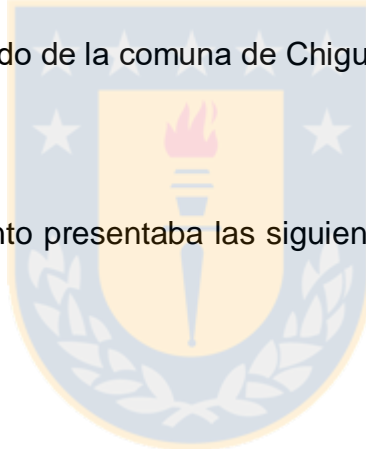 do de la comuna de Chigu
nto presentaba las siguien